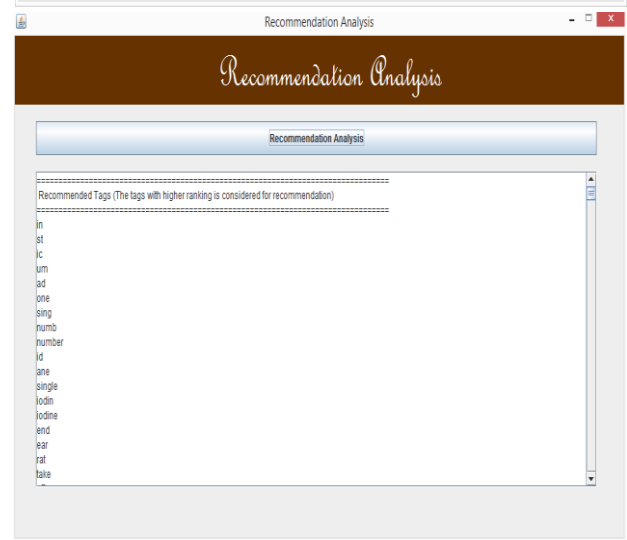 Recommendation Analysis
Recommendation Analysis
Recommendation Analysis
================================================================================
Recommended Tags (The tags with higher ranking is considered for recommendation)
================================================================================
in
st
ic
um
ad
one
sing
numb
number
id
ane
single
iodin
iodine
end
ear
rat
take